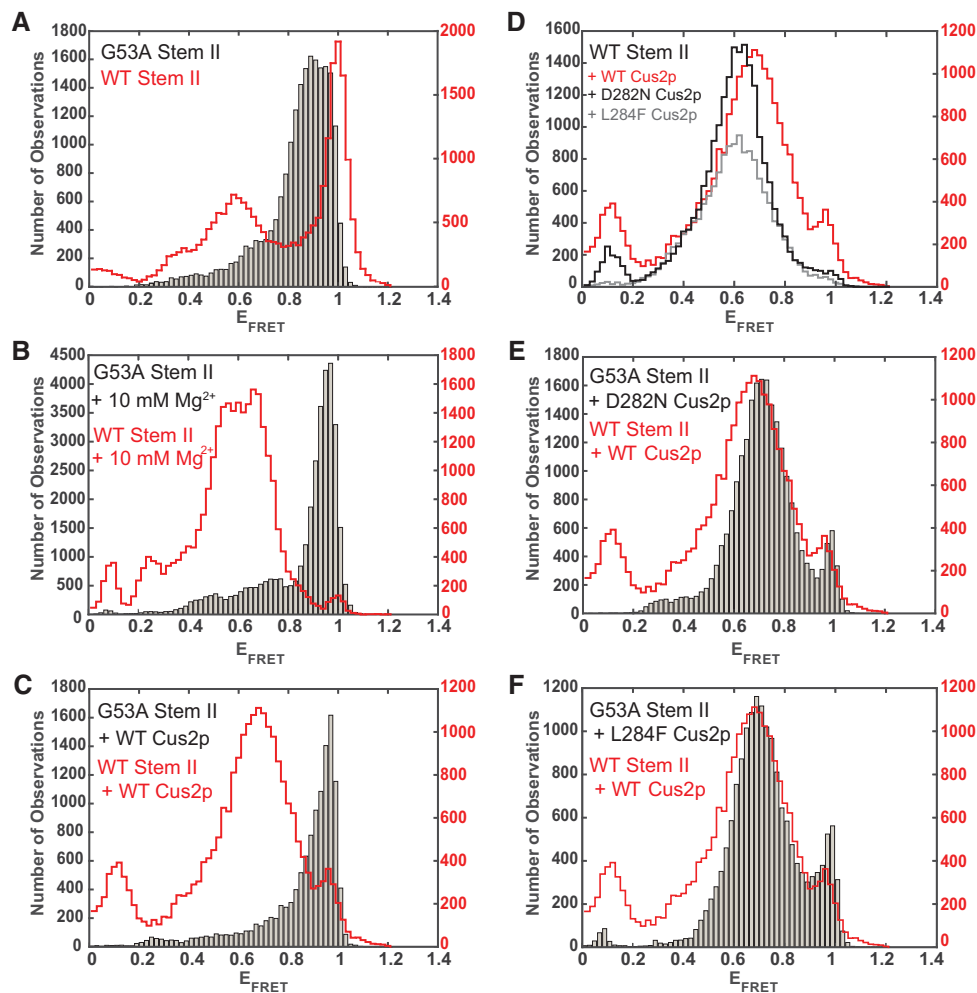 A
Number of Observations
1800
1600
1400
1200
1000
800
600
400
200
0
G53A Stem II
WT Stem II
2000
1500
1000
500
0
0 0.2 0.4 0.6 0.8 1 1.2 1.4
E_FRET
B
Number of Observations
4500
4000
3500
3000
2500
2000
1500
1000
500
0
G53A Stem II
+ 10 mM Mg²⁺
WT Stem II
+ 10 mM Mg²⁺
1800
1600
1400
1200
1000
800
600
400
200
0
0 0.2 0.4 0.6 0.8 1 1.2 1.4
E_FRET
C
Number of Observations
1800
1600
1400
1200
1000
800
600
400
200
0
G53A Stem II
+ WT Cus2p
WT Stem II
+ WT Cus2p
1200
1000
800
600
400
200
0
0 0.2 0.4 0.6 0.8 1 1.2 1.4
E_FRET
D
Number of Observations
1600
1400
1200
1000
800
600
400
200
0
WT Stem II
+ WT Cus2p
+ D282N Cus2p
+ L284F Cus2p
1200
1000
800
600
400
200
0
0 0.2 0.4 0.6 0.8 1 1.2 1.4
E_FRET
E
Number of Observations
1800
1600
1400
1200
1000
800
600
400
200
0
G53A Stem II
+ D282N Cus2p
WT Stem II
+ WT Cus2p
1200
1000
800
600
400
200
0
0 0.2 0.4 0.6 0.8 1 1.2 1.4
E_FRET
F
Number of Observations
1200
1000
800
600
400
200
0
G53A Stem II
+ L284F Cus2p
WT Stem II
+ WT Cus2p
1200
1000
800
600
400
200
0
0 0.2 0.4 0.6 0.8 1 1.2 1.4
E_FRET